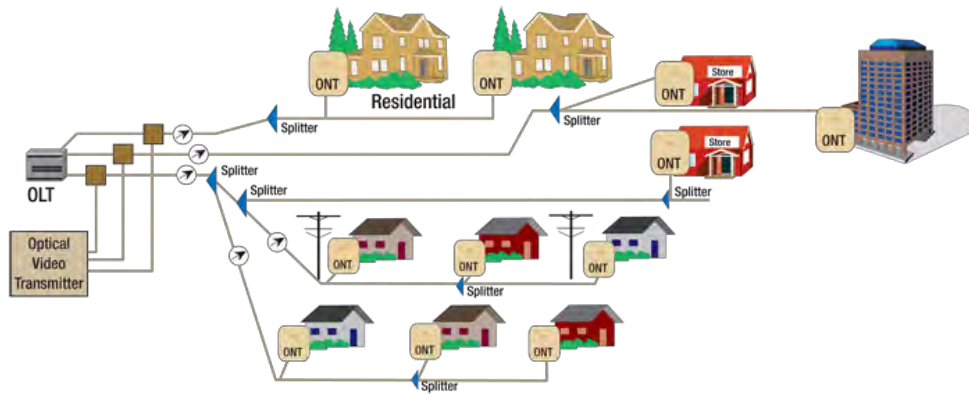 ONT
ONT
Residential
Splitter
ONT
Store
Splitter
ONT
OLT
Splitter
Splitter
ONT
Store
Splitter
Optical
Video
Transmitter
ONT
ONT
ONT
Splitter
ONT
ONT
ONT
Splitter